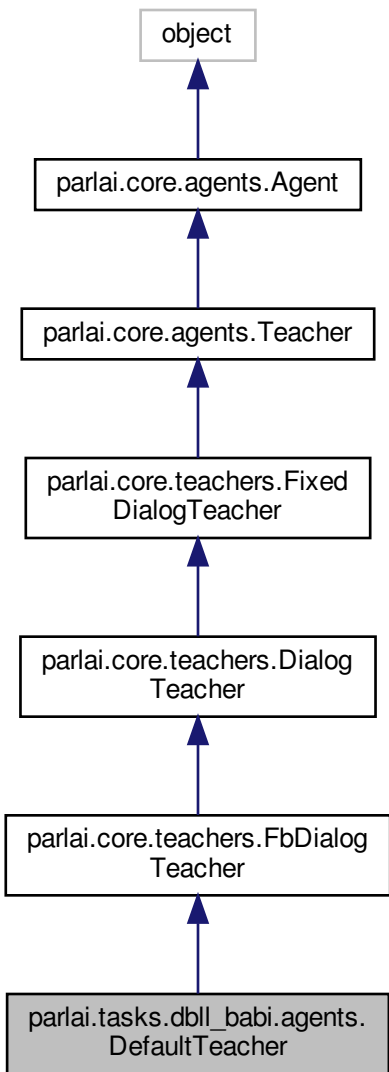 object
parlai.core.agents.Agent
parlai.core.agents.Teacher
parlai.core.teachers.Fixed
DialogTeacher
parlai.core.teachers.Dialog
Teacher
parlai.core.teachers.FbDialog
Teacher
parlai.tasks.dbll_babi.agents.
DefaultTeacher